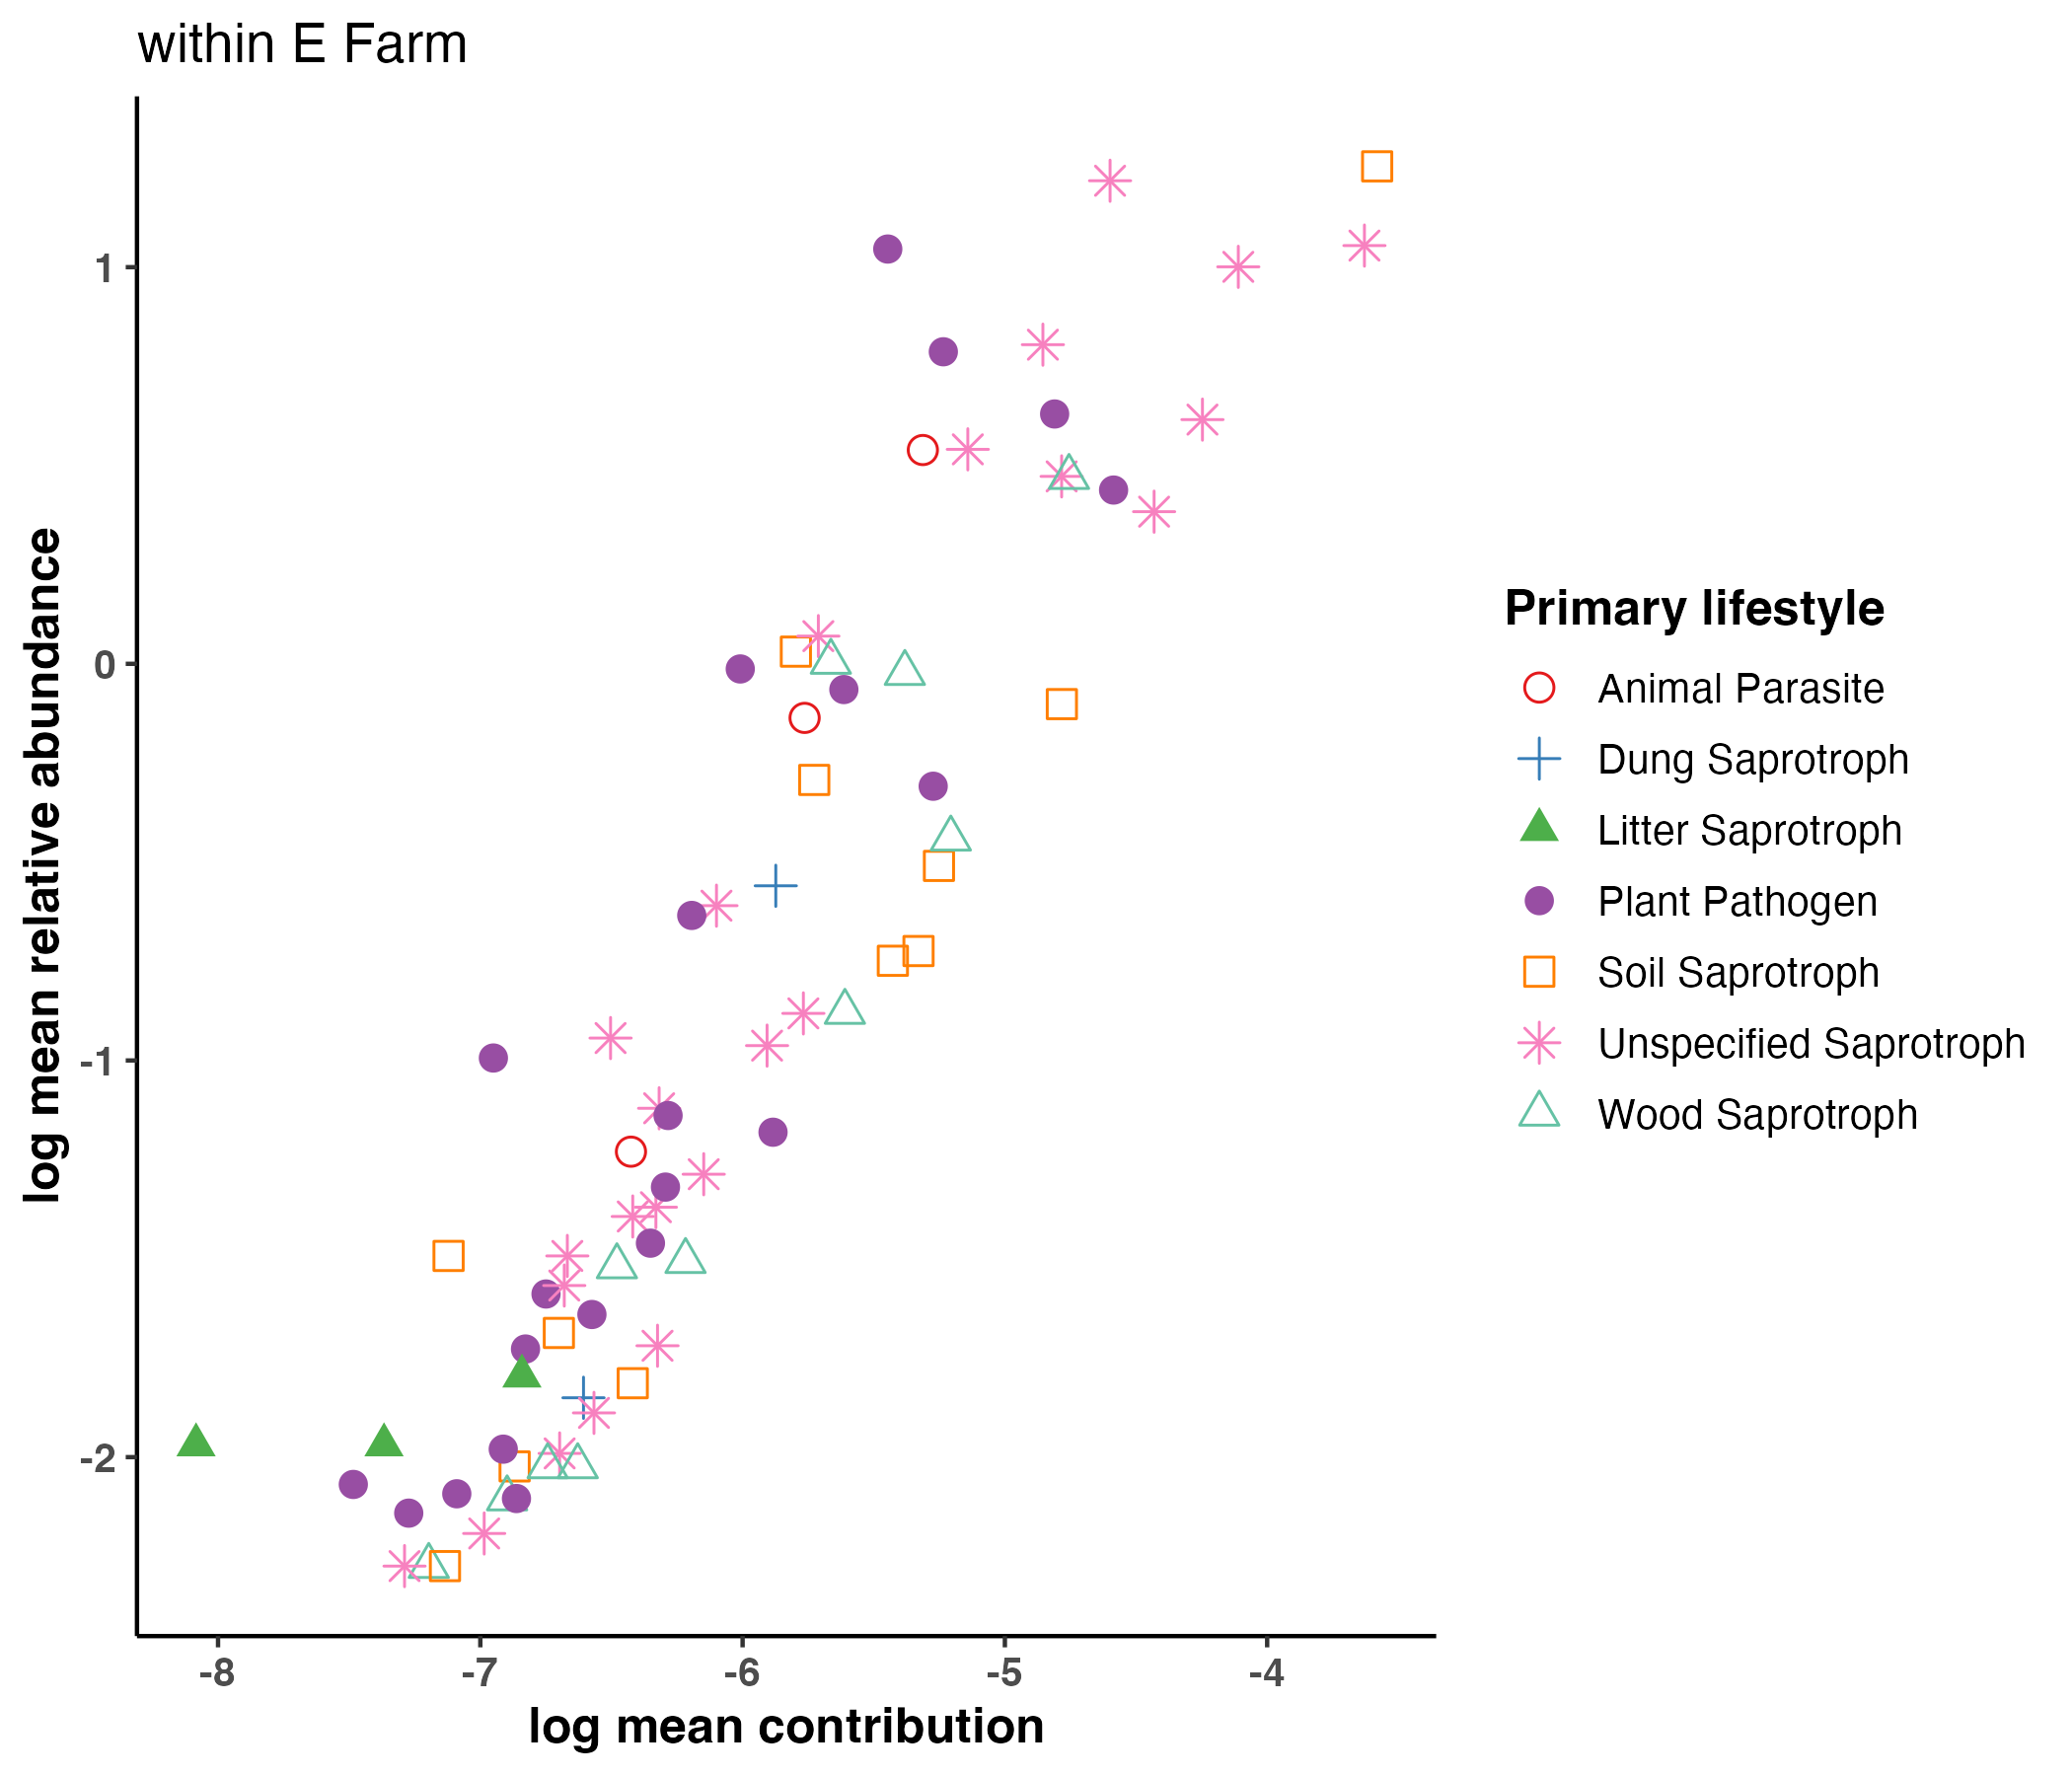 within E Farm
1
0
-1
-2
log mean relative abundance
-8 -7 -6 -5 -4
log mean contribution
Primary lifestyle
Animal Parasite
Dung Saprotroph
Litter Saprotroph
Plant Pathogen
Soil Saprotroph
Unspecified Saprotroph
Wood Saprotroph